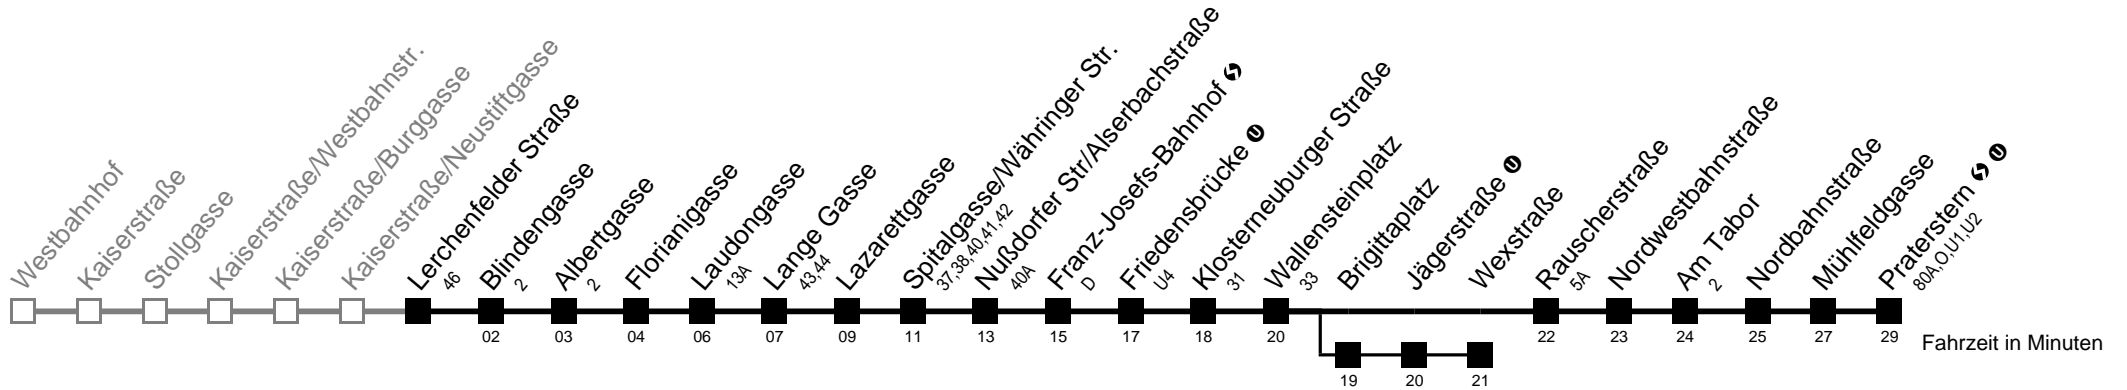 Westbahnhof
Kaiserstraße
Stollgasse
Kaiserstraße/Westbahnstr.
Kaiserstraße/Burggasse
Kaiserstraße/Neustiftgasse
Lerchenfelder Straße
46
Blindengasse
2
Albertgasse
2
Florianigasse
Laudongasse
13A
Lange Gasse
43,44
Lazarettgasse
Spitalgasse/Währinger Str.
37,38,40,41,42
Nußdorfer Str/Alserbachstraße
40A
Franz-Josefs-Bahnhof S
D
Friedensbrücke U
U4
Klosterneuburger Straße
31
Wallensteinplatz
33
Brigittaplatz
Jägerstraße U
Wexstraße
Rauscherstraße
5A
Nordwestbahnstraße
Am Tabor
2
Nordbahnstraße
Mühlfeldgasse
Praterstern S U
80A,O,U1,U2
02 03 04 06 07 09 11 13 15 17 18 20 22 23 24 25 27 29 Fahrzeit in Minuten
19 20 21